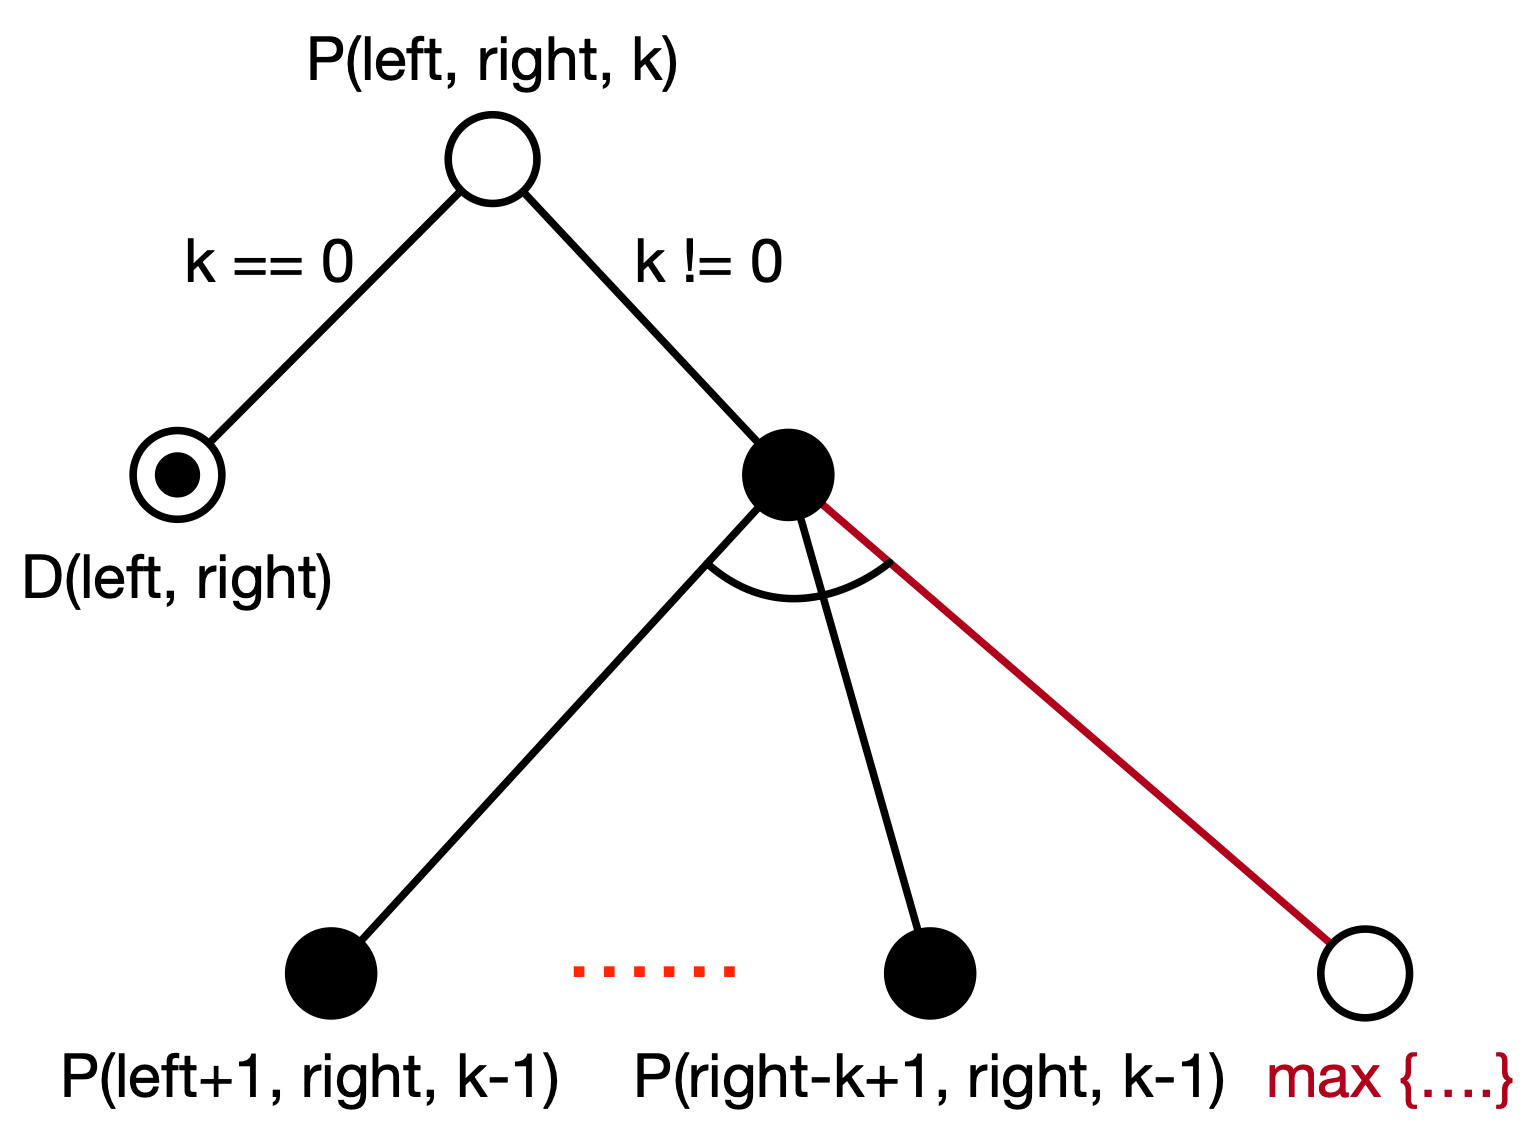 P(left, right, k)
k == 0
k != 0
D(left, right)
......
P(left+1, right, k-1)
P(right-k+1, right, k-1)
max {....}